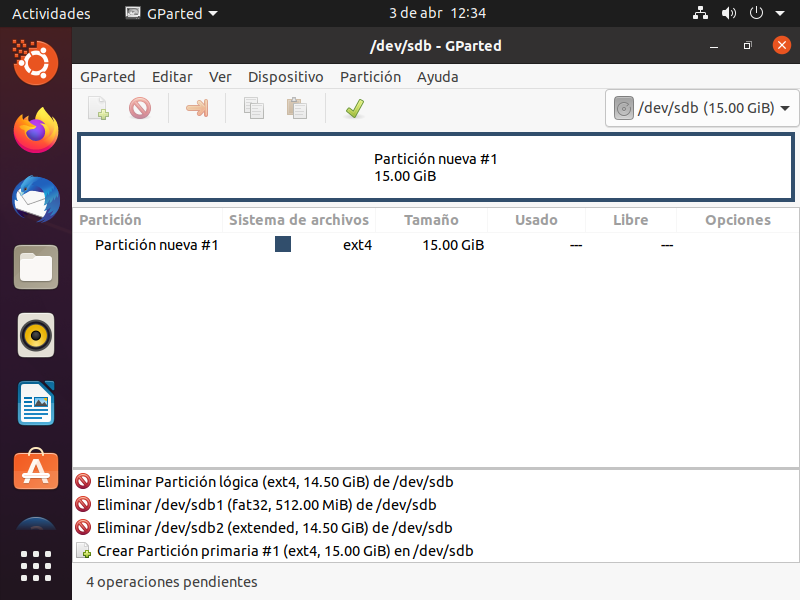 Actividades GParted 3 de abr 12:34
/dev/sdb - GParted
GParted Editar Ver Dispositivo Partición Ayuda
/dev/sdb (15.00 GiB)
Partición nueva #1
15.00 GiB
Partición Sistema de archivos Tamaño Usado Libre Opciones
Partición nueva #1 ext4 15.00 GiB --- ---
Eliminar Partición lógica (ext4, 14.50 GiB) de /dev/sdb
Eliminar /dev/sdb1 (fat32, 512.00 MiB) de /dev/sdb
Eliminar /dev/sdb2 (extended, 14.50 GiB) de /dev/sdb
Crear Partición primaria #1 (ext4, 15.00 GiB) en /dev/sdb
4 operaciones pendientes